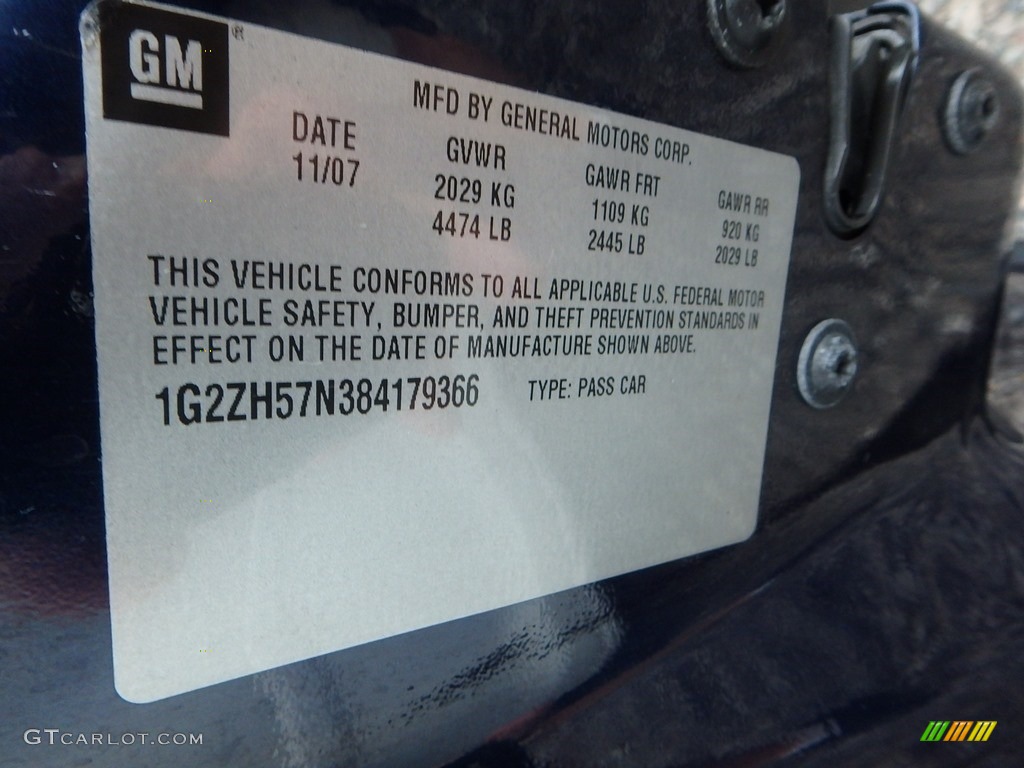 GM ®
MFD BY GENERAL MOTORS CORP.
DATE GVWR GAWR FRT GAWR RR
11/07 2029 KG 1109 KG 920 KG
4474 LB 2445 LB 2029 LB
THIS VEHICLE CONFORMS TO ALL APPLICABLE U.S. FEDERAL MOTOR
VEHICLE SAFETY, BUMPER, AND THEFT PREVENTION STANDARDS IN
EFFECT ON THE DATE OF MANUFACTURE SHOWN ABOVE.
1G2ZH57N384179366 TYPE: PASS CAR
GTCARLOT.COM